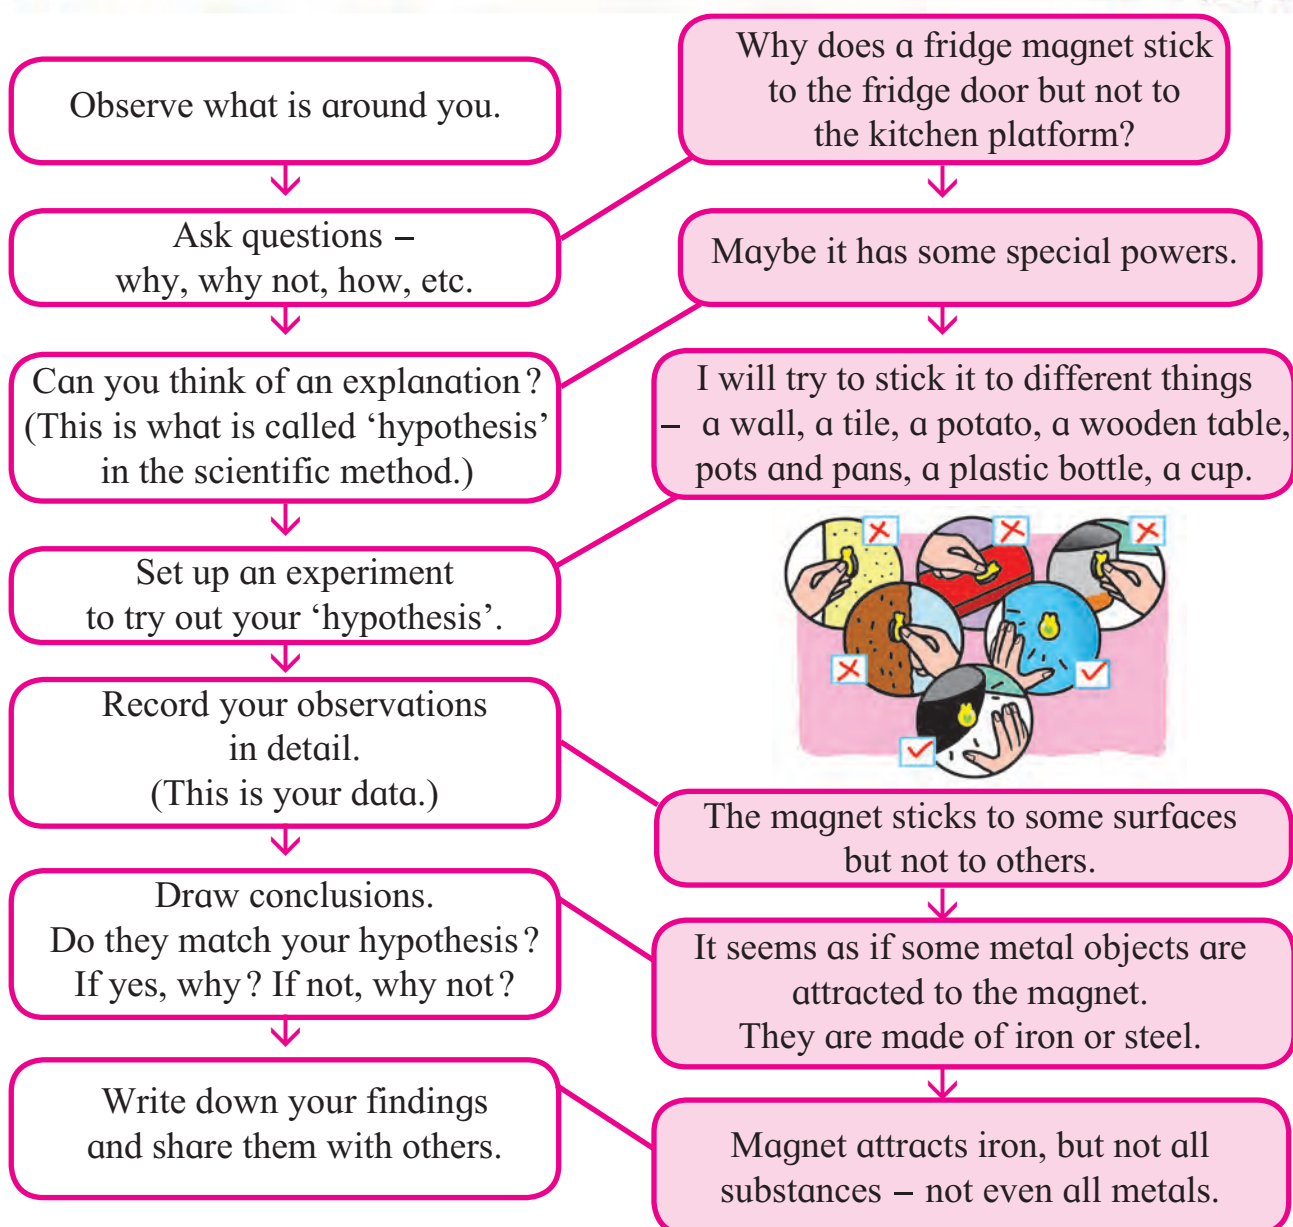 Observe what is around you.
Why does a fridge magnet stick
to the fridge door but not to
the kitchen platform?
Ask questions –
why, why not, how, etc.
Maybe it has some special powers.
Can you think of an explanation?
(This is what is called ‘hypothesis’
in the scientific method.)
I will try to stick it to different things
– a wall, a tile, a potato, a wooden table,
pots and pans, a plastic bottle, a cup.
Set up an experiment
to try out your ‘hypothesis’.
Record your observations
in detail.
(This is your data.)
The magnet sticks to some surfaces
but not to others.
Draw conclusions.
Do they match your hypothesis?
If yes, why? If not, why not?
It seems as if some metal objects are
attracted to the magnet.
They are made of iron or steel.
Write down your findings
and share them with others.
Magnet attracts iron, but not all
substances – not even all metals.